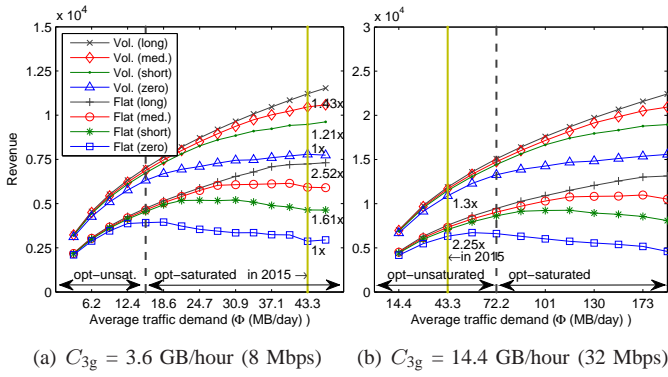 x 10⁴
1.5
1.25
1
0.75
0.5
0.25
0
Revenue
Vol. (long)
Vol. (med.)
Vol. (short)
Vol. (zero)
Flat (long)
Flat (med.)
Flat (short)
Flat (zero)
1.43x
1.21x
1x
2.52x
1.61x
1x
opt−unsat.
opt−saturated
in 2015
6.2 12.4 18.6 24.7 30.9 37.1 43.3
Average traffic demand (Φ (MB/day) )
(a) C3g = 3.6 GB/hour (8 Mbps)
x 10⁴
3
2.5
2
1.5
1
0.5
0
1.3x
2.25x
in 2015
opt−unsaturated
opt−saturated
14.4 43.3 72.2 101 130 173
Average traffic demand (Φ (MB/day) )
(b) C3g = 14.4 GB/hour (32 Mbps)